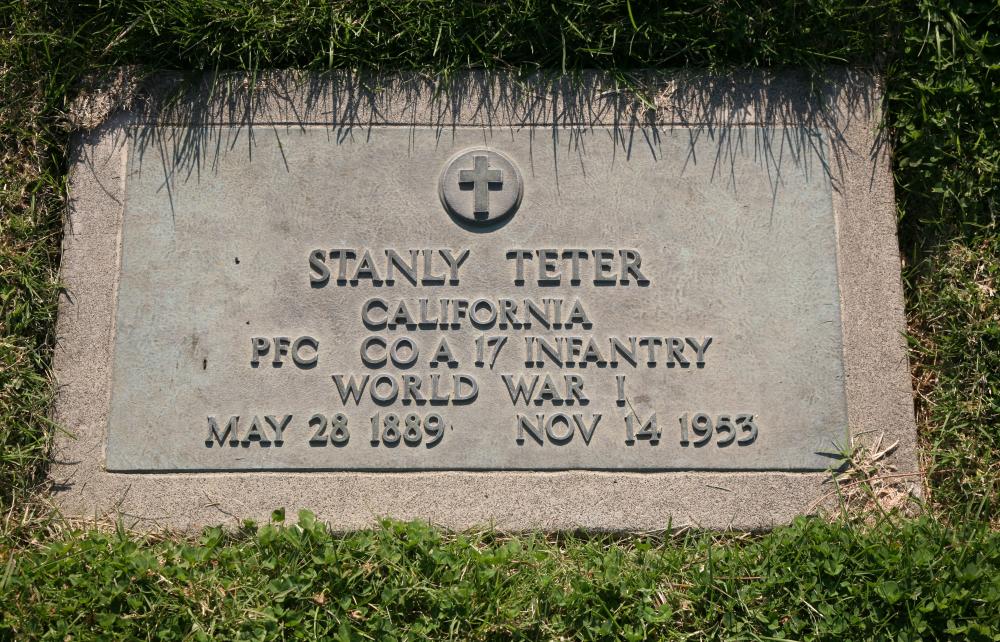 STANLY TETER
CALIFORNIA
PFC CO A 17 INFANTRY
WORLD WAR I
MAY 28 1889 NOV 14 1953